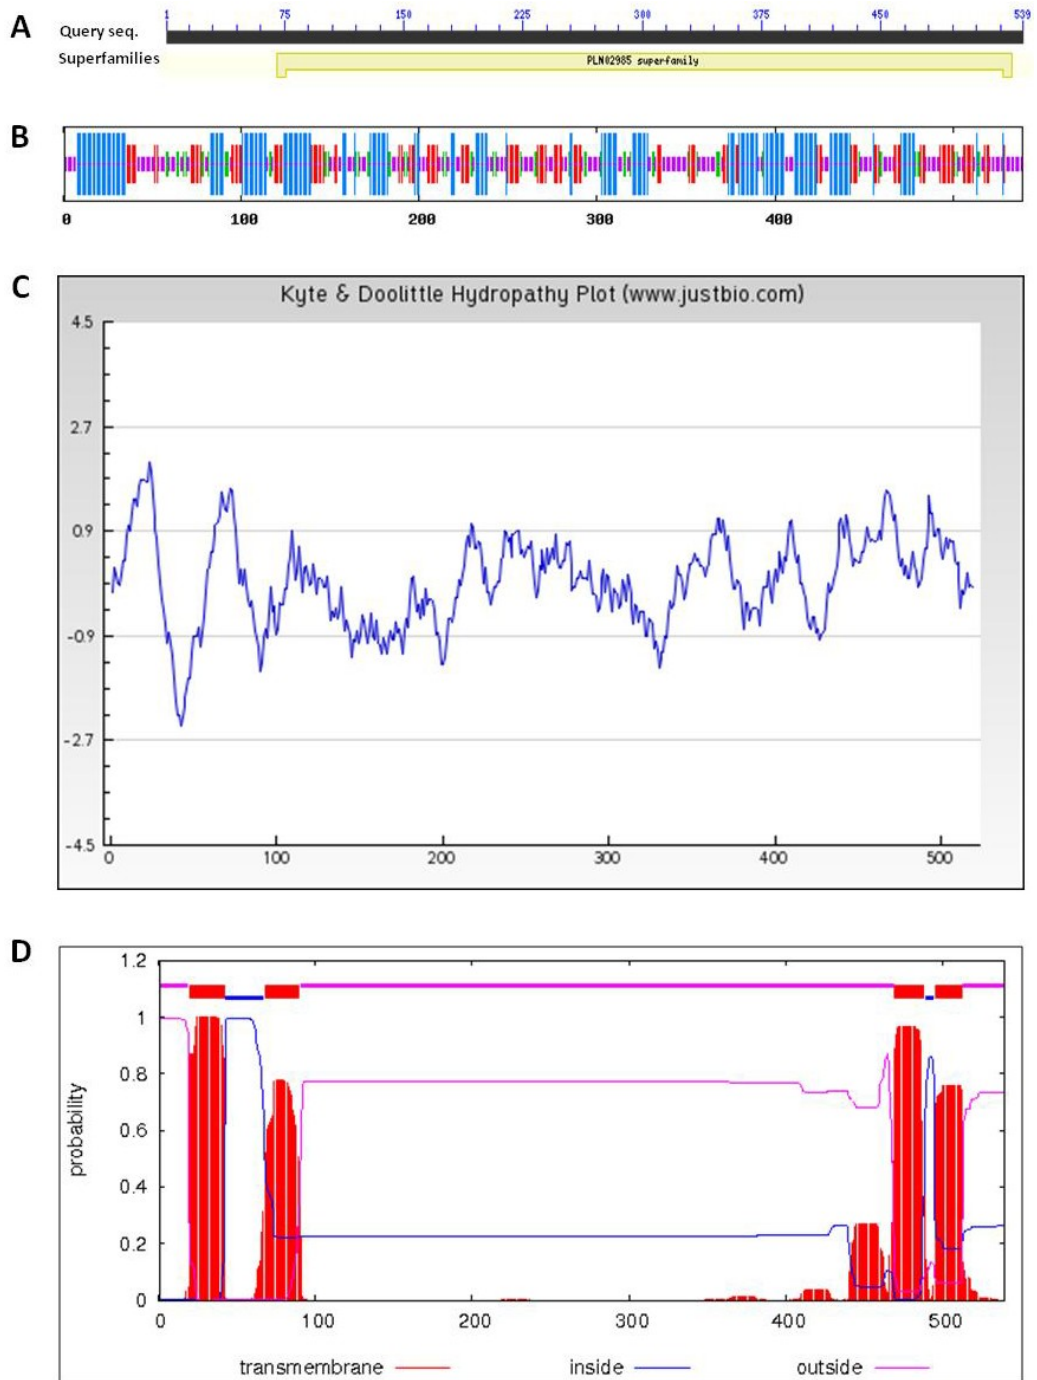 A
1 75 150 225 300 375 450 539
Query seq.
Superfamilies
PLN02985 superfamily
B
0 100 200 300 400
C
Kyte & Doolittle Hydropathy Plot (www.justbio.com)
4.5
2.7
0.9
-0.9
-2.7
-4.5
0 100 200 300 400 500
D
1.2
1
0.8
0.6
0.4
0.2
0
probability
0 100 200 300 400 500
transmembrane inside outside